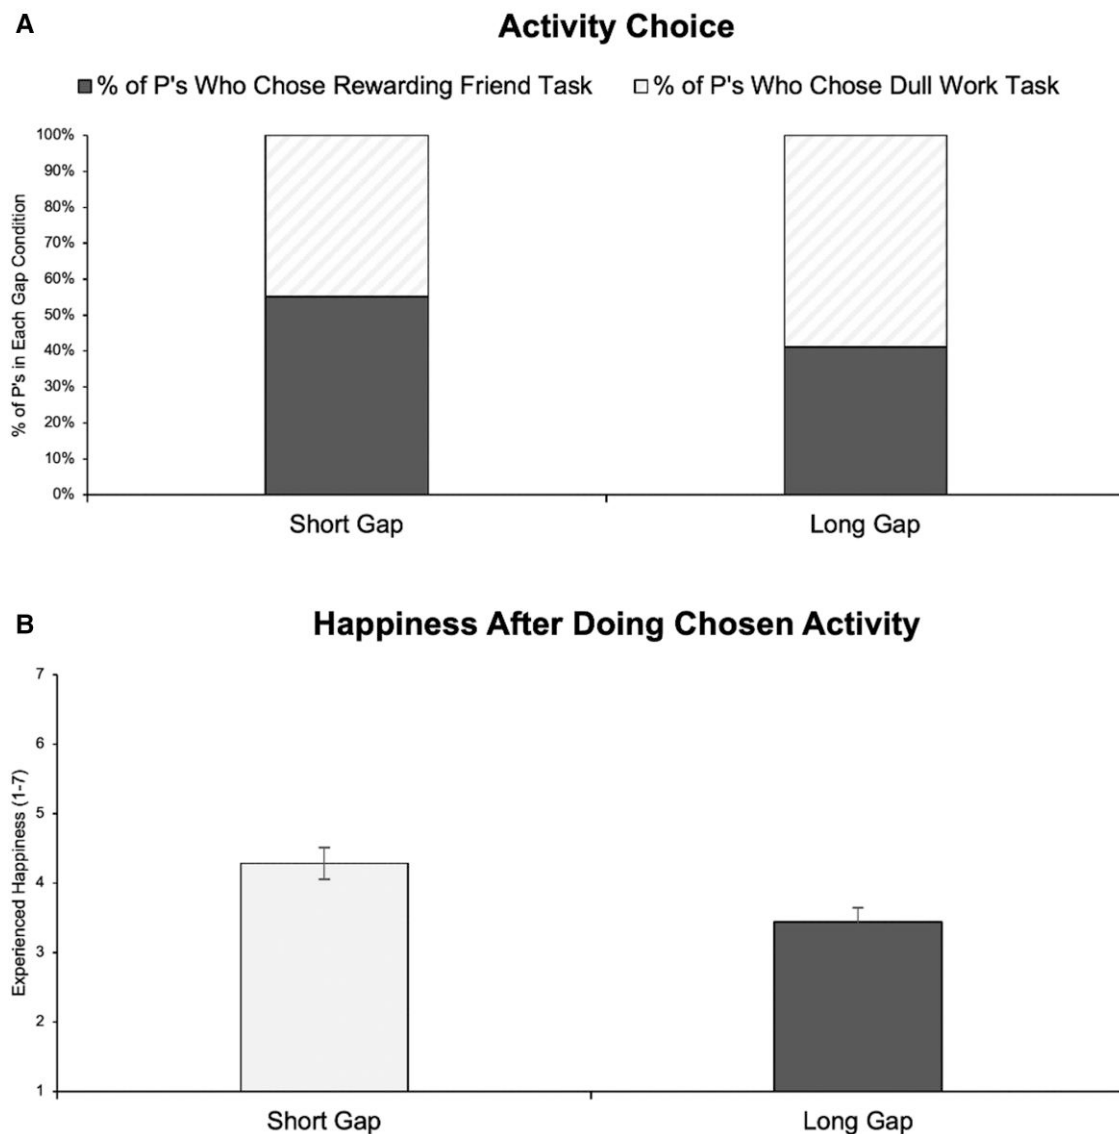 A
Activity Choice
% of P's Who Chose Rewarding Friend Task
% of P's Who Chose Dull Work Task
% of P's in Each Gap Condition
100%
90%
80%
70%
60%
50%
40%
30%
20%
10%
0%
Short Gap
Long Gap
B
Happiness After Doing Chosen Activity
Experienced Happiness (1-7)
7
6
5
4
3
2
1
Short Gap
Long Gap